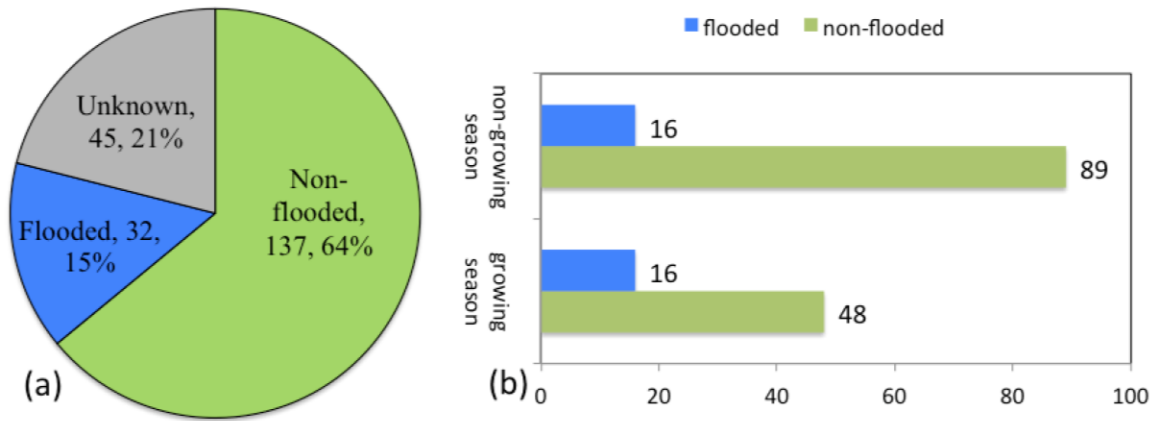 Unknown,
45, 21%
Flooded, 32,
15%
Non-
flooded,
137, 64%
(a)
flooded non-flooded
non-growing
season
16
89
growing
season
16
48
(b)
0 20 40 60 80 100